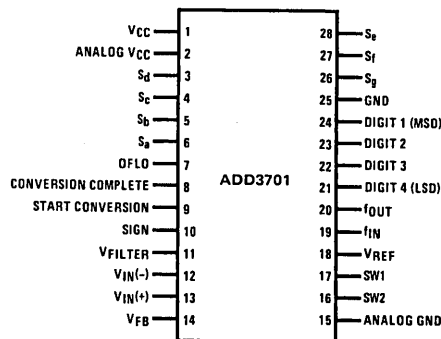 VCC 1
ANALOG VCC 2
Sd 3
Sc 4
Sb 5
Sa 6
OFLO 7
CONVERSION COMPLETE 8
START CONVERSION 9
SIGN 10
VFILTER 11
VIN(-) 12
VIN(+) 13
VFB 14
ADD3701
28 Se
27 Sf
26 Sg
25 GND
24 DIGIT 1 (MSD)
23 DIGIT 2
22 DIGIT 3
21 DIGIT 4 (LSD)
20 fOUT
19 fIN
18 VREF
17 SW1
16 SW2
15 ANALOG GND